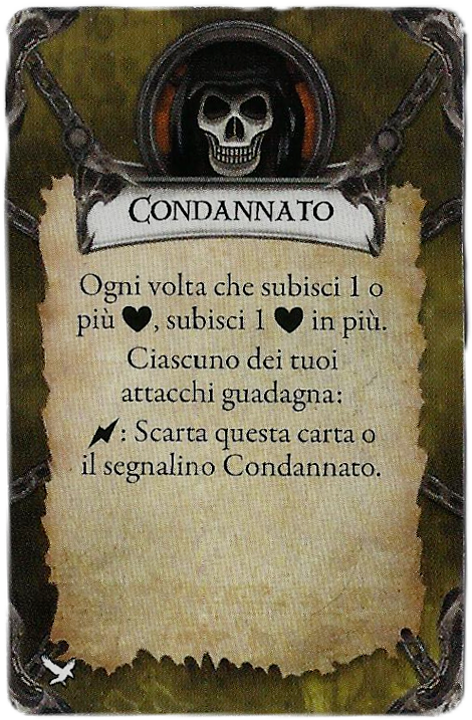 CONDANNATO
Ogni volta che subisci 1 o
più ♥, subisci 1 ♥ in più.
Ciascuno dei tuoi
attacchi guadagna:
: Scarta questa carta o
il segnalino Condannato.